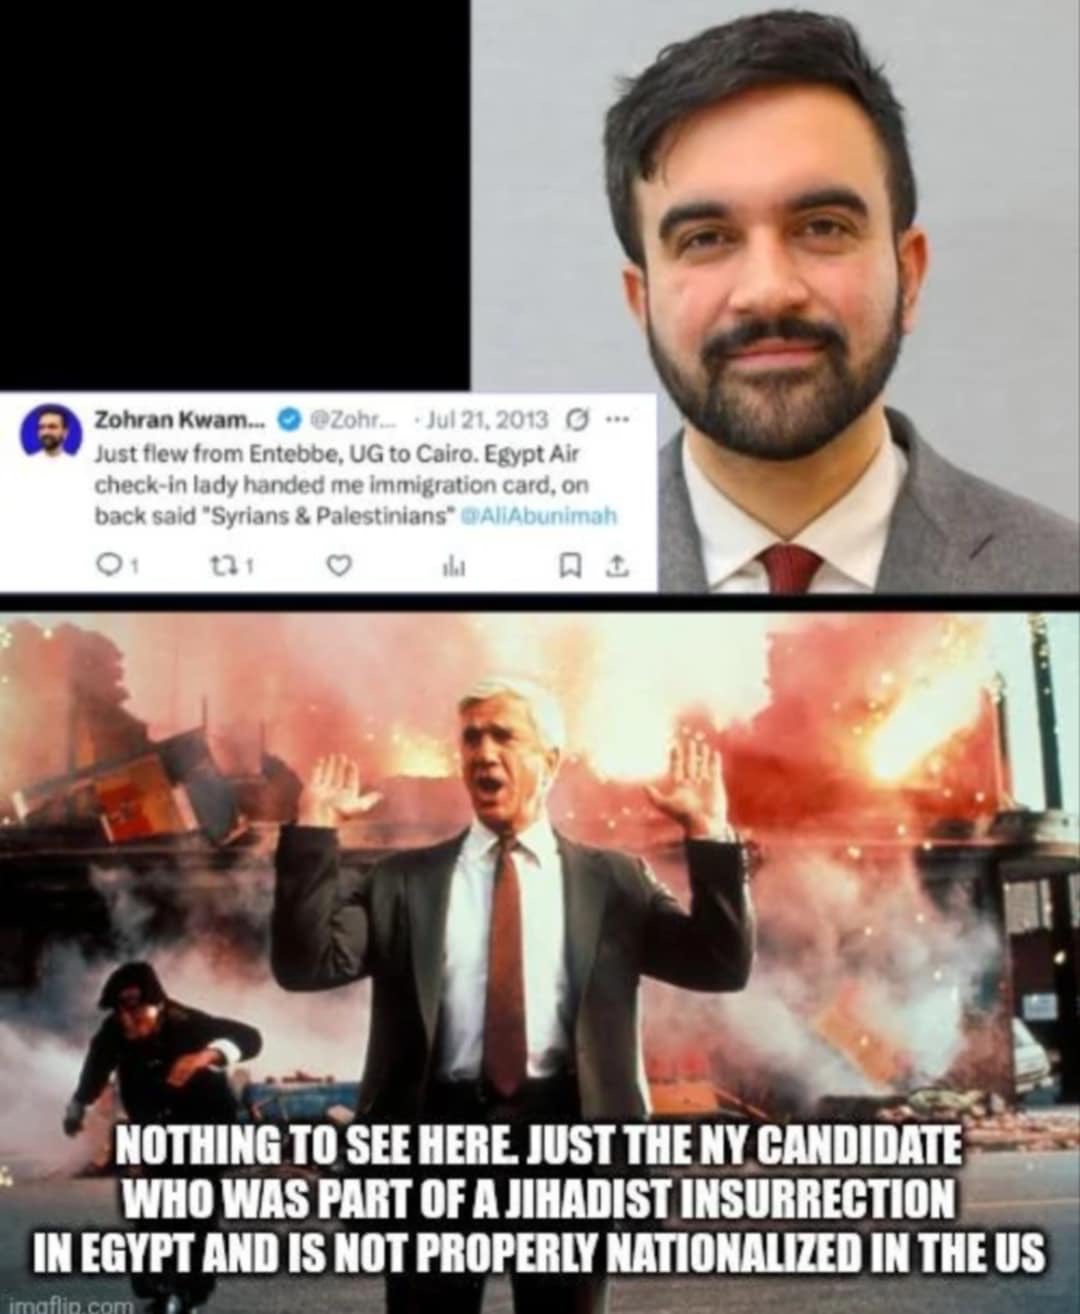 Zohran Kwam... @Zohr... · Jul 21, 2013 ...
Just flew from Entebbe, UG to Cairo. Egypt Air
check-in lady handed me immigration card, on
back said "Syrians & Palestinians" @AliAbunimah
1 1
NOTHING TO SEE HERE. JUST THE NY CANDIDATE
WHO WAS PART OF A JIHADIST INSURRECTION
IN EGYPT AND IS NOT PROPERLY NATIONALIZED IN THE US
imgflip.com